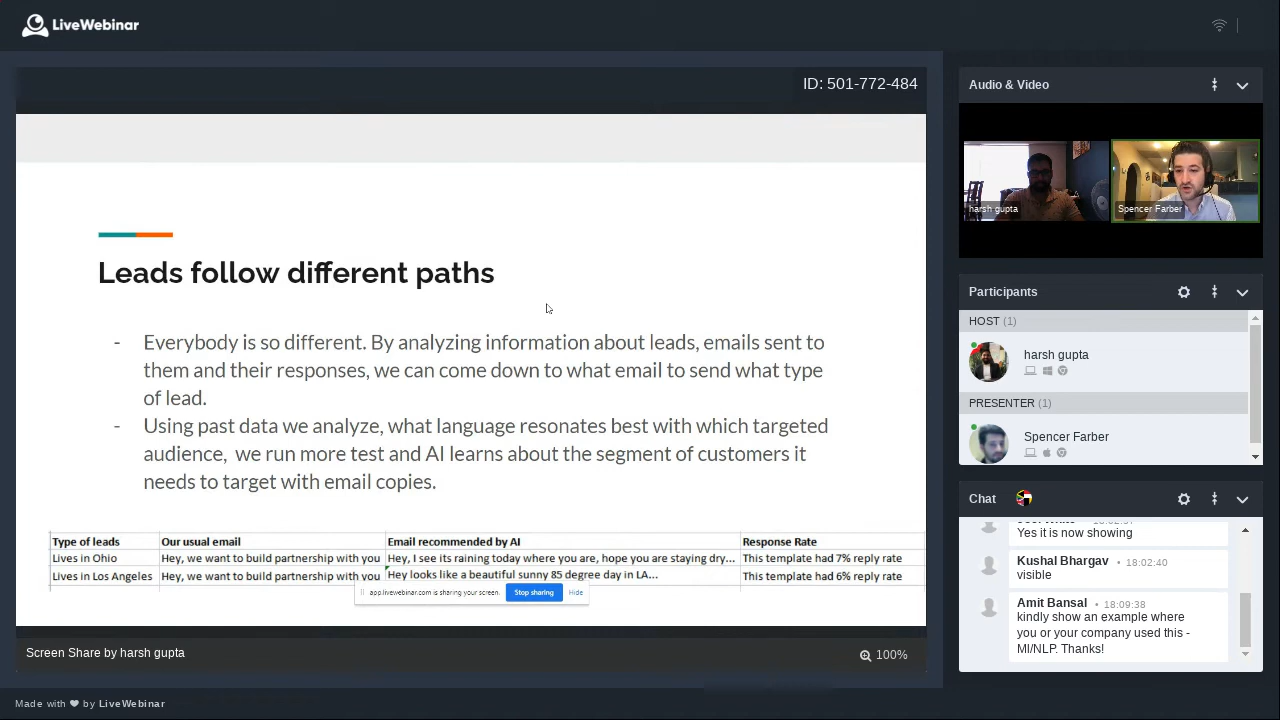 LiveWebinar
ID: 501-772-484
Leads follow different paths
- Everybody is so different. By analyzing information about leads, emails sent to
them and their responses, we can come down to what email to send what type
of lead.
- Using past data we analyze, what language resonates best with which targeted
audience, we run more test and AI learns about the segment of customers it
needs to target with email copies.
Type of leads Our usual email Email recommended by AI Response Rate
Lives in Ohio Hey, we want to build partnership with you Hey, I see its raining today where you are, hope you are staying dry... This template had 7% reply rate
Lives in Los Angeles Hey, we want to build partnership with you Hey looks like a beautiful sunny 85 degree day in LA... This template had 6% reply rate
app.livewebinar.com is sharing your screen. Stop sharing Hide
Screen Share by harsh gupta 100%
Audio & Video
harsh gupta Spencer Farber
Participants
HOST (1)
harsh gupta
PRESENTER (1)
Spencer Farber
Chat
Yes it is now showing
Kushal Bhargav • 18:02:40
visible
Amit Bansal • 18:09:38
kindly show an example where
you or your company used this -
MI/NLP. Thanks!
Made with ❤ by LiveWebinar